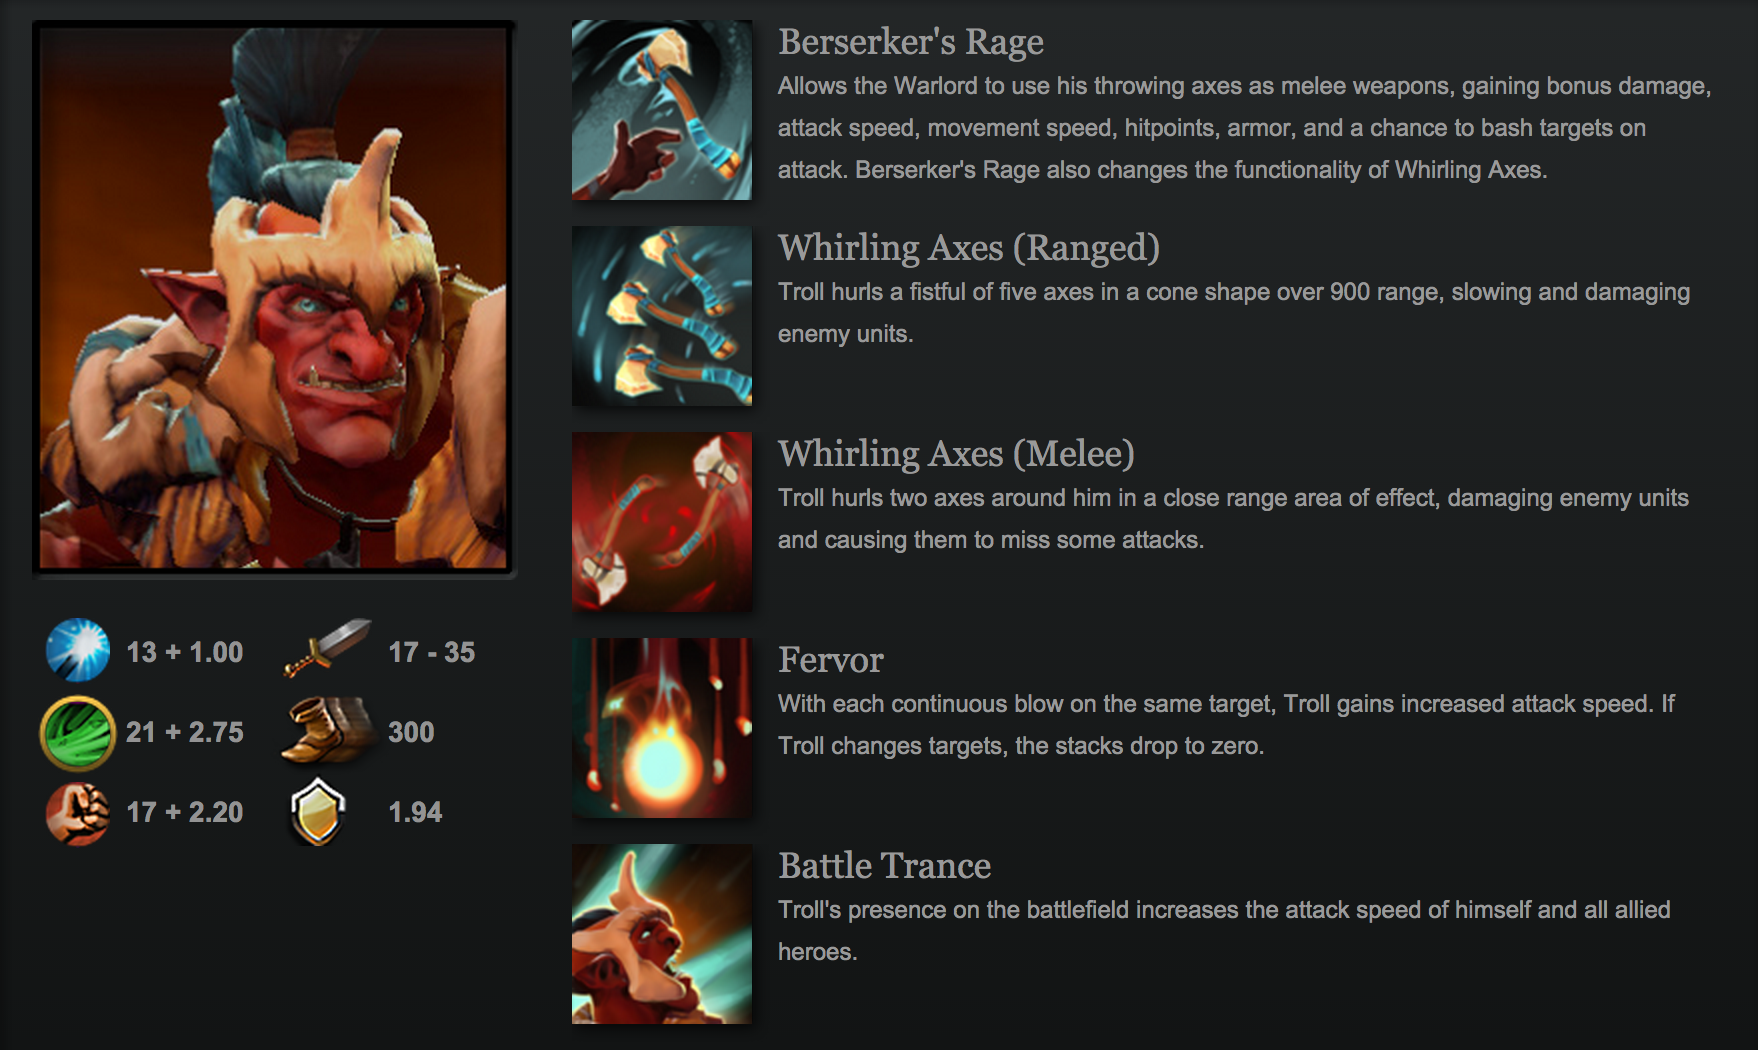 Berserker's Rage
Allows the Warlord to use his throwing axes as melee weapons, gaining bonus damage,
attack speed, movement speed, hitpoints, armor, and a chance to bash targets on
attack. Berserker's Rage also changes the functionality of Whirling Axes.
Whirling Axes (Ranged)
Troll hurls a fistful of five axes in a cone shape over 900 range, slowing and damaging
enemy units.
Whirling Axes (Melee)
Troll hurls two axes around him in a close range area of effect, damaging enemy units
and causing them to miss some attacks.
13 + 1.00 17 - 35
21 + 2.75 300
17 + 2.20 1.94
Fervor
With each continuous blow on the same target, Troll gains increased attack speed. If
Troll changes targets, the stacks drop to zero.
Battle Trance
Troll's presence on the battlefield increases the attack speed of himself and all allied
heroes.